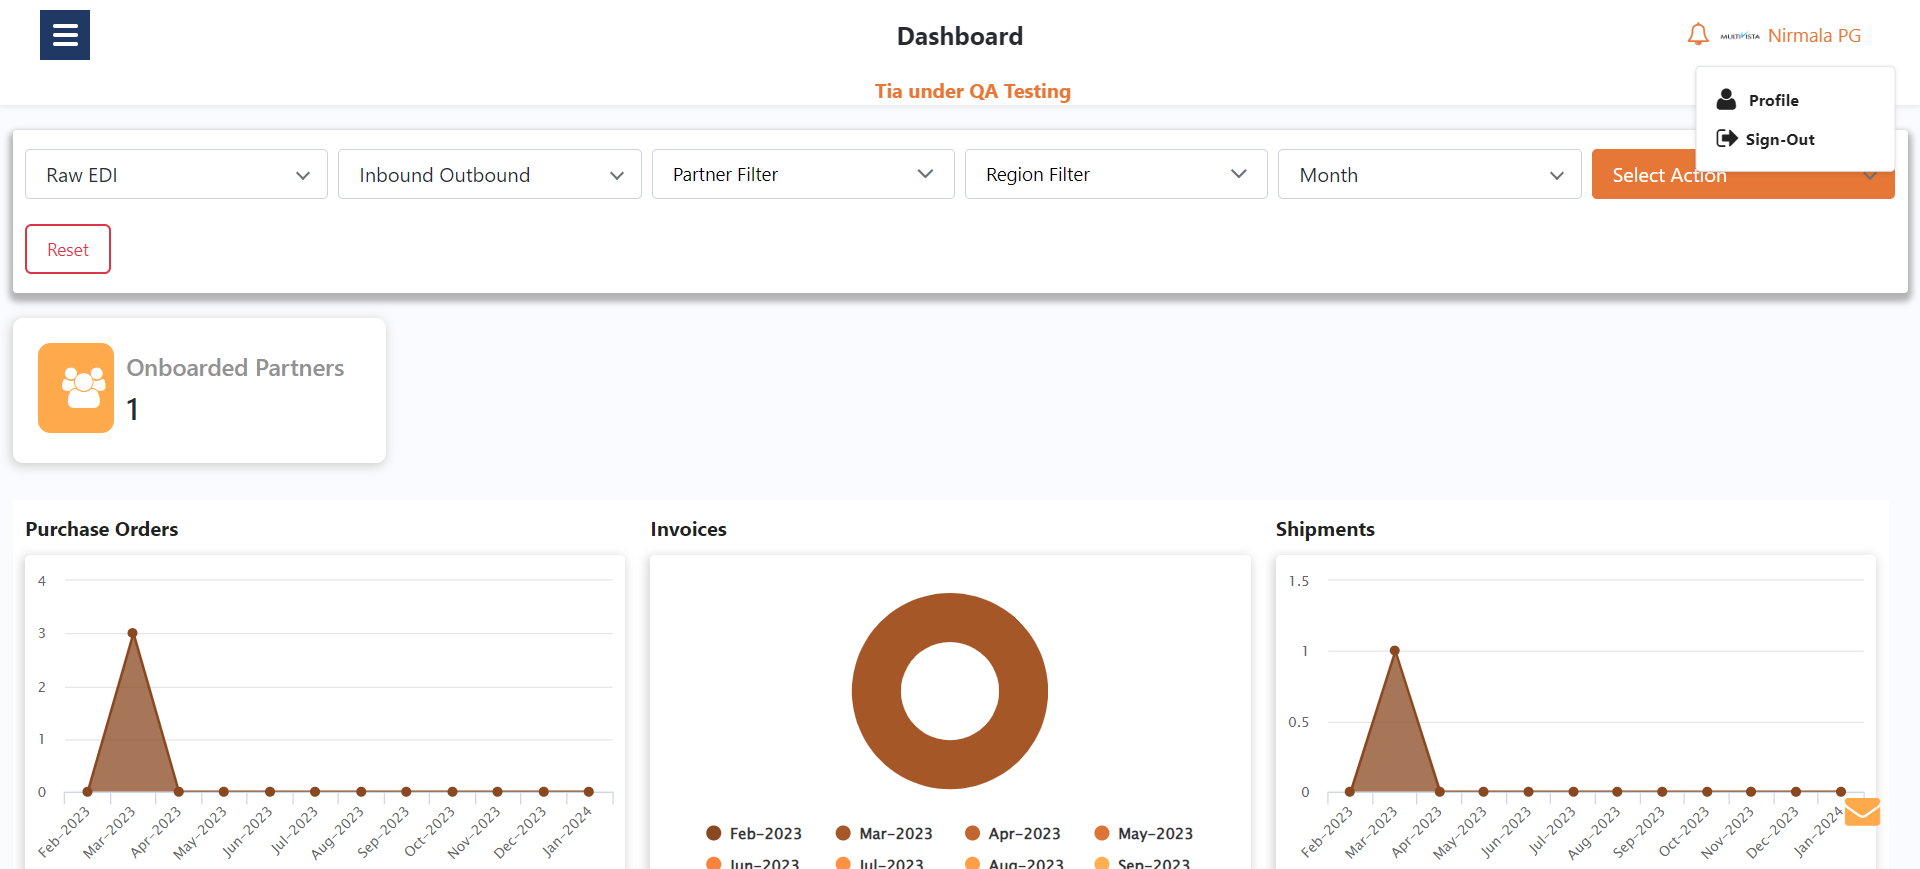 Dashboard
MULTIVISTA Nirmala PG
Tia under QA Testing
Profile
Sign-Out
Raw EDI
Inbound Outbound
Partner Filter
Region Filter
Month
Select Action
Reset
Onboarded Partners
1
Purchase Orders
4
3
2
1
0
Feb-2023 Mar-2023 Apr-2023 May-2023 Jun-2023 Jul-2023 Aug-2023 Sep-2023 Oct-2023 Nov-2023 Dec-2023 Jan-2024
Invoices
Feb-2023 Mar-2023 Apr-2023 May-2023
Jun-2023 Jul-2023 Aug-2023 Sep-2023
Shipments
1.5
1
0.5
0
Feb-2023 Mar-2023 Apr-2023 May-2023 Jun-2023 Jul-2023 Aug-2023 Sep-2023 Oct-2023 Nov-2023 Dec-2023 Jan-2024